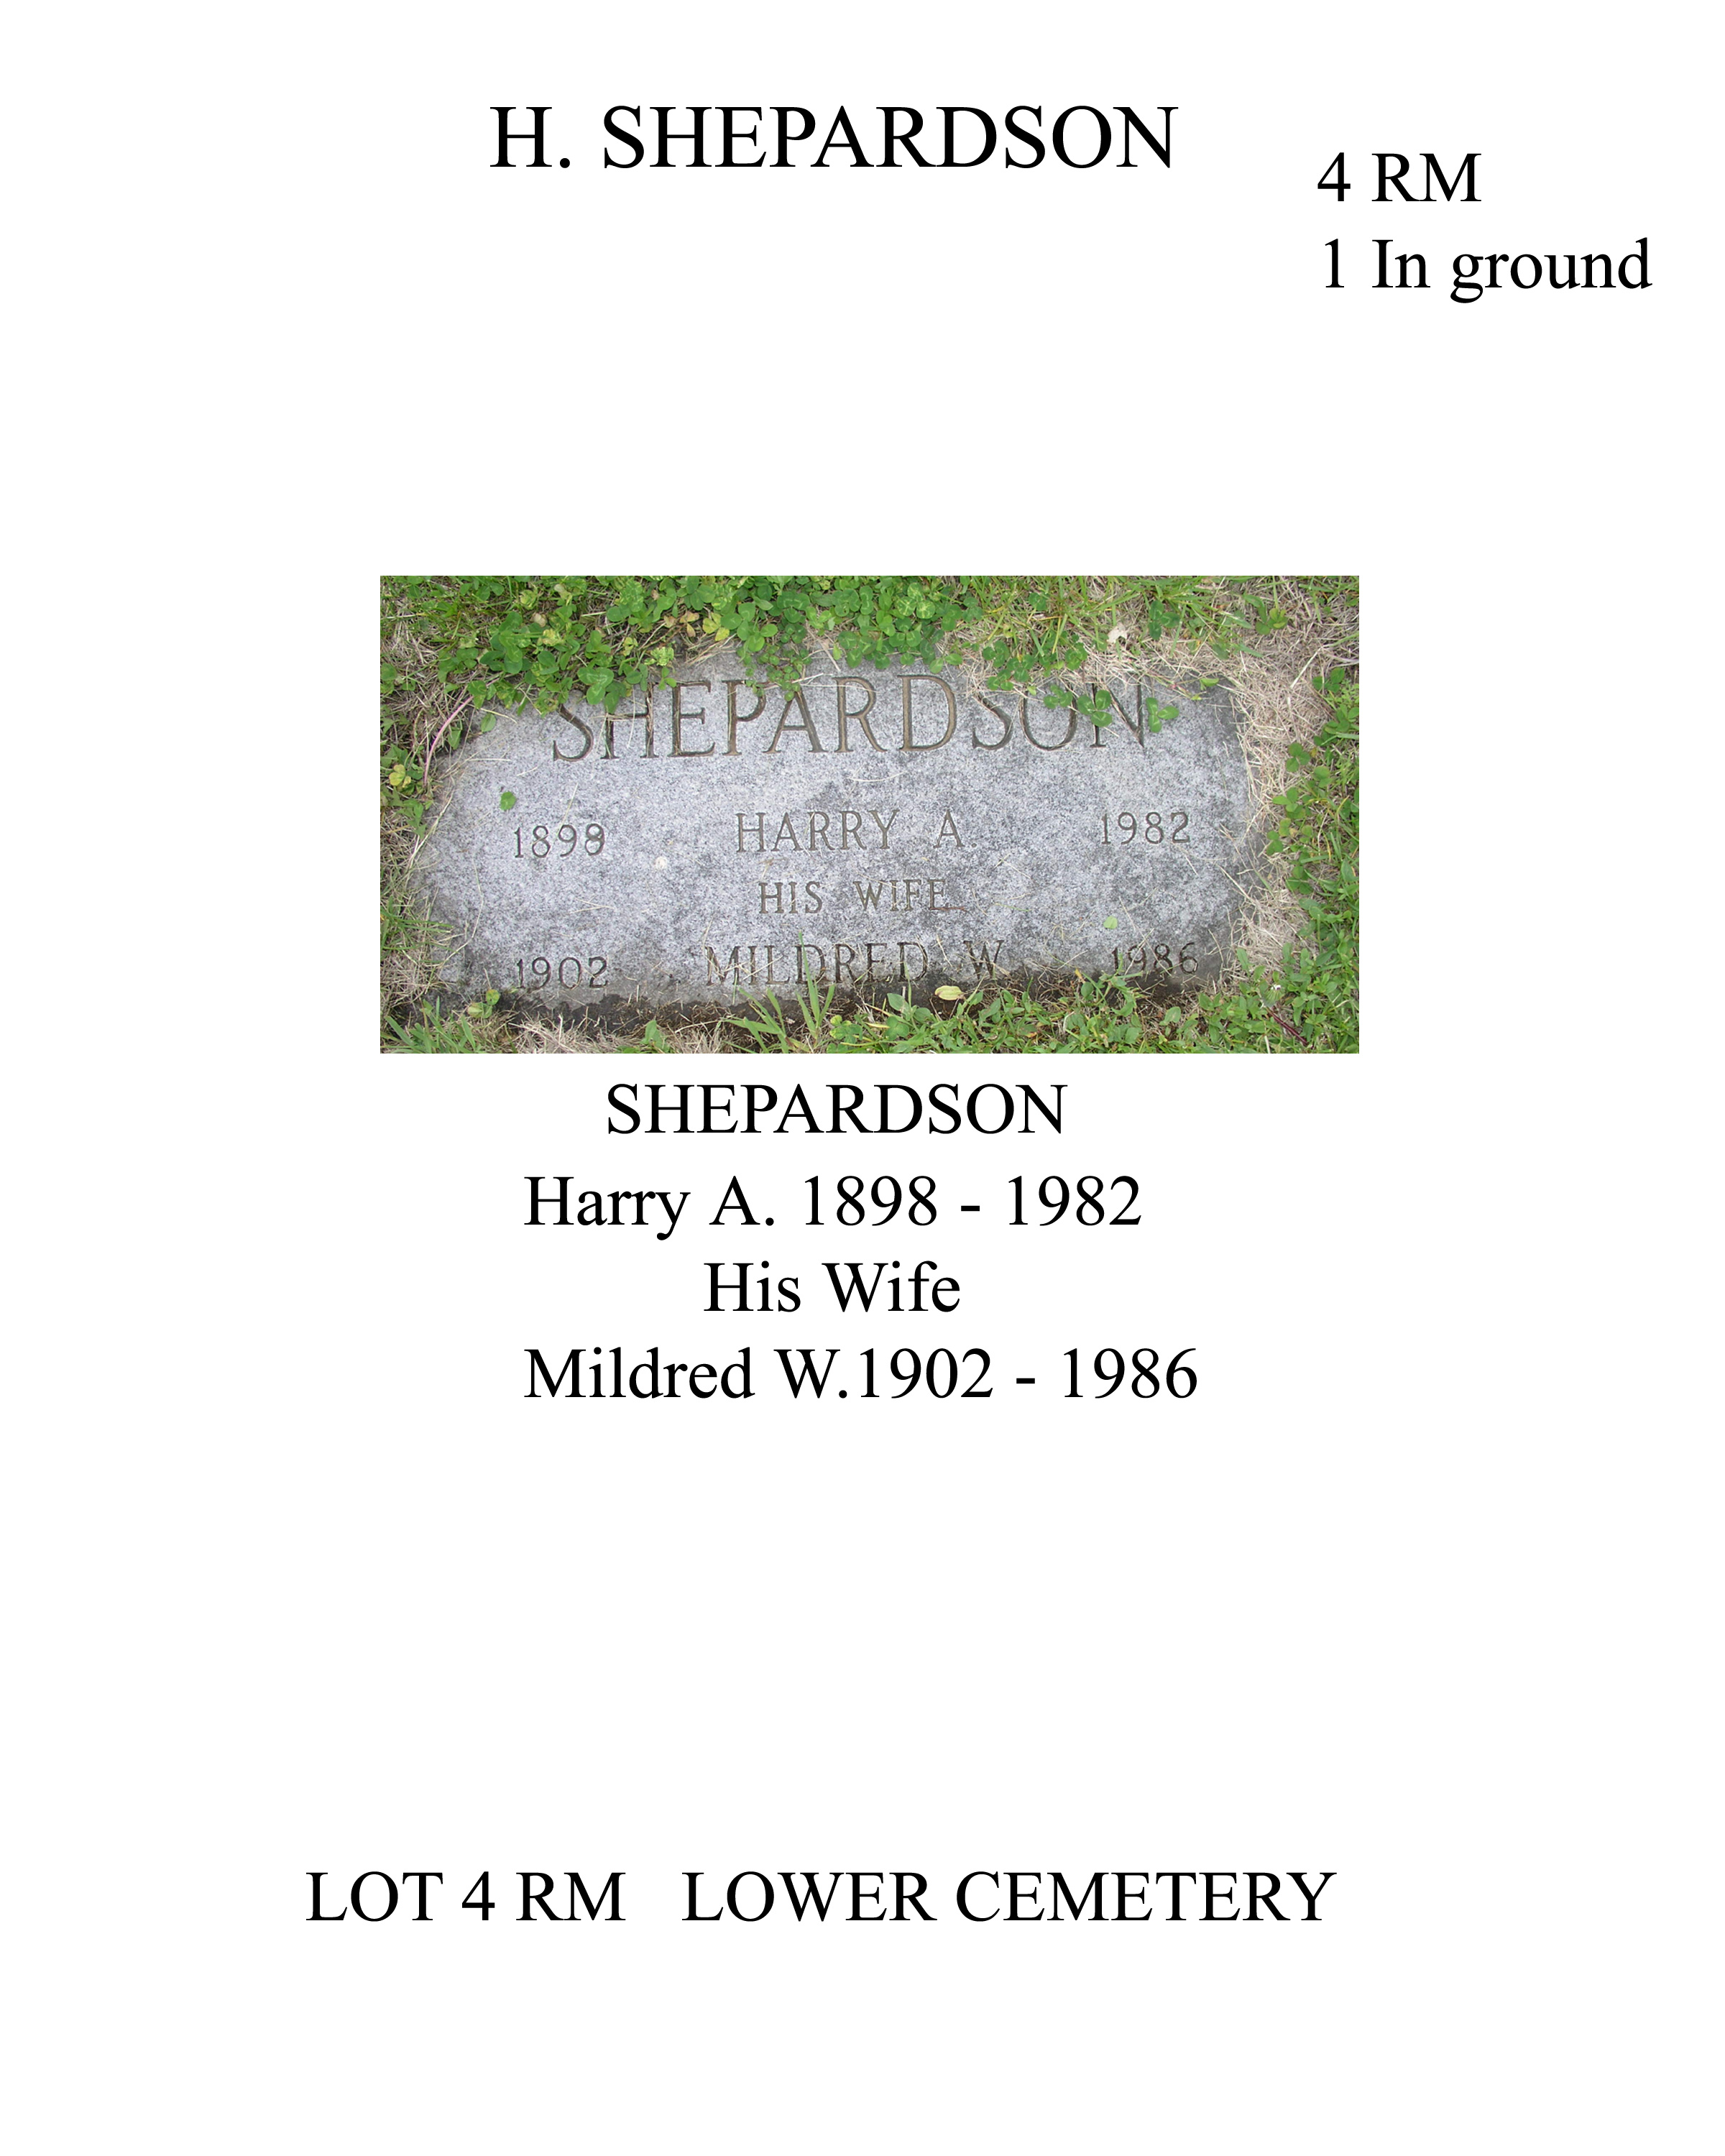 H. SHEPARDSON
4 RM
1 In ground
SHEPARDSON
1898 HARRY A. 1982
HIS WIFE
1902 MILDRED W. 1986
SHEPARDSON
Harry A. 1898 - 1982
His Wife
Mildred W.1902 - 1986
LOT 4 RM LOWER CEMETERY